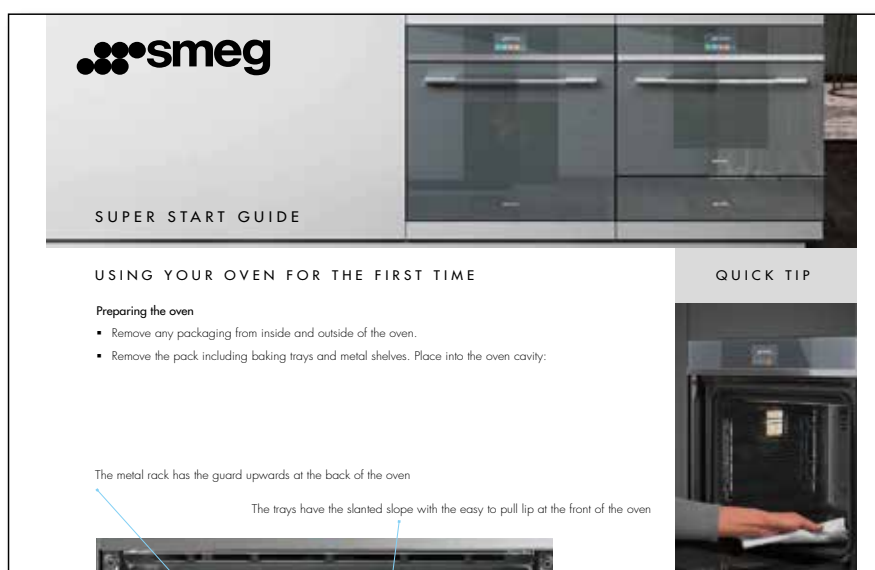 smeg
SUPER START GUIDE
USING YOUR OVEN FOR THE FIRST TIME
QUICK TIP
Preparing the oven
▪ Remove any packaging from inside and outside of the oven.
▪ Remove the pack including baking trays and metal shelves. Place into the oven cavity:
The metal rack has the guard upwards at the back of the oven
The trays have the slanted slope with the easy to pull lip at the front of the oven